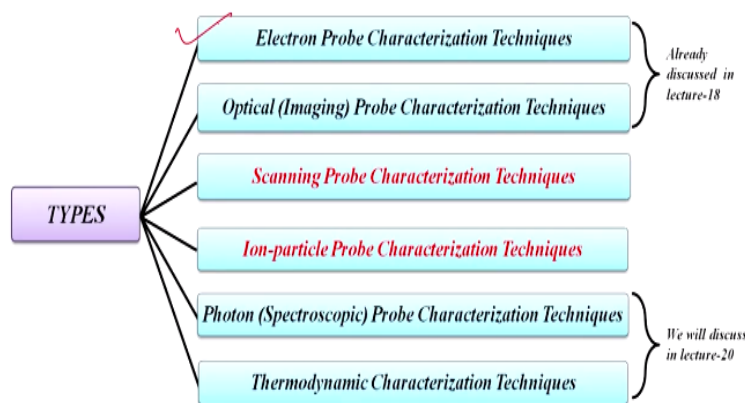 Electron Probe Characterization Techniques
Already
discussed in
lecture-18
Optical (Imaging) Probe Characterization Techniques
Scanning Probe Characterization Techniques
TYPES
Ion-particle Probe Characterization Techniques
Photon (Spectroscopic) Probe Characterization Techniques
We will discuss
in lecture-20
Thermodynamic Characterization Techniques